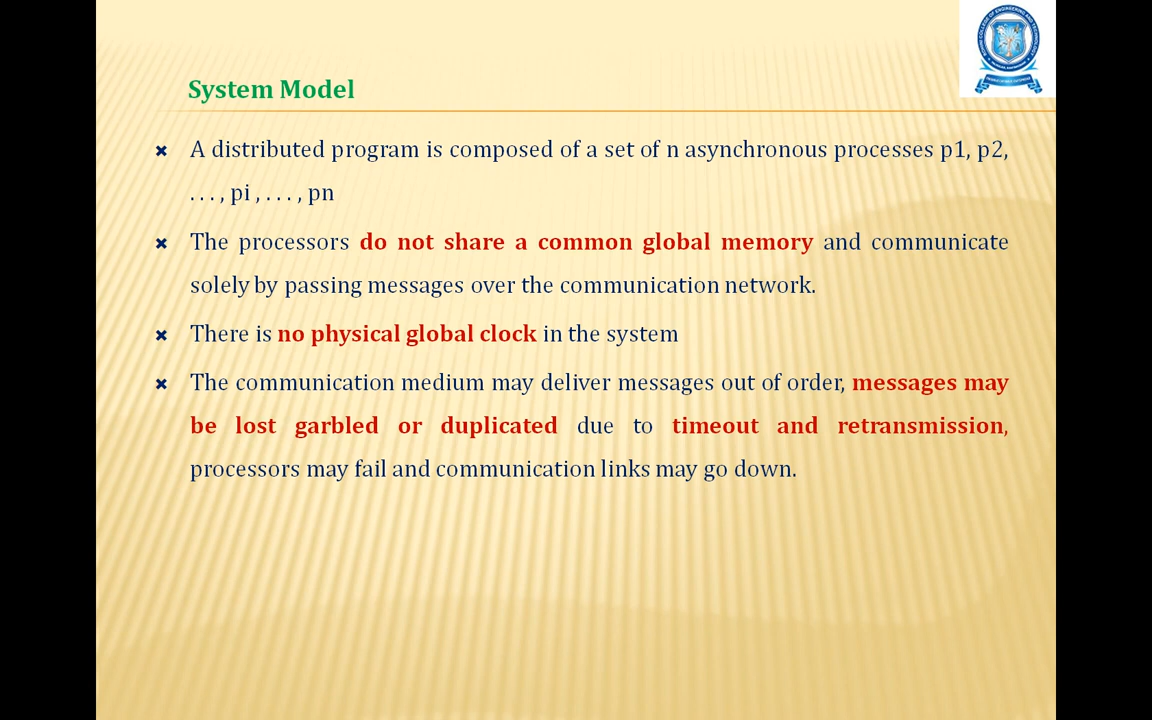 System Model
A distributed program is composed of a set of n asynchronous processes p1, p2,
. . . , pi , . . . , pn
The processors do not share a common global memory and communicate
solely by passing messages over the communication network.
There is no physical global clock in the system
The communication medium may deliver messages out of order, messages may
be lost garbled or duplicated due to timeout and retransmission,
processors may fail and communication links may go down.